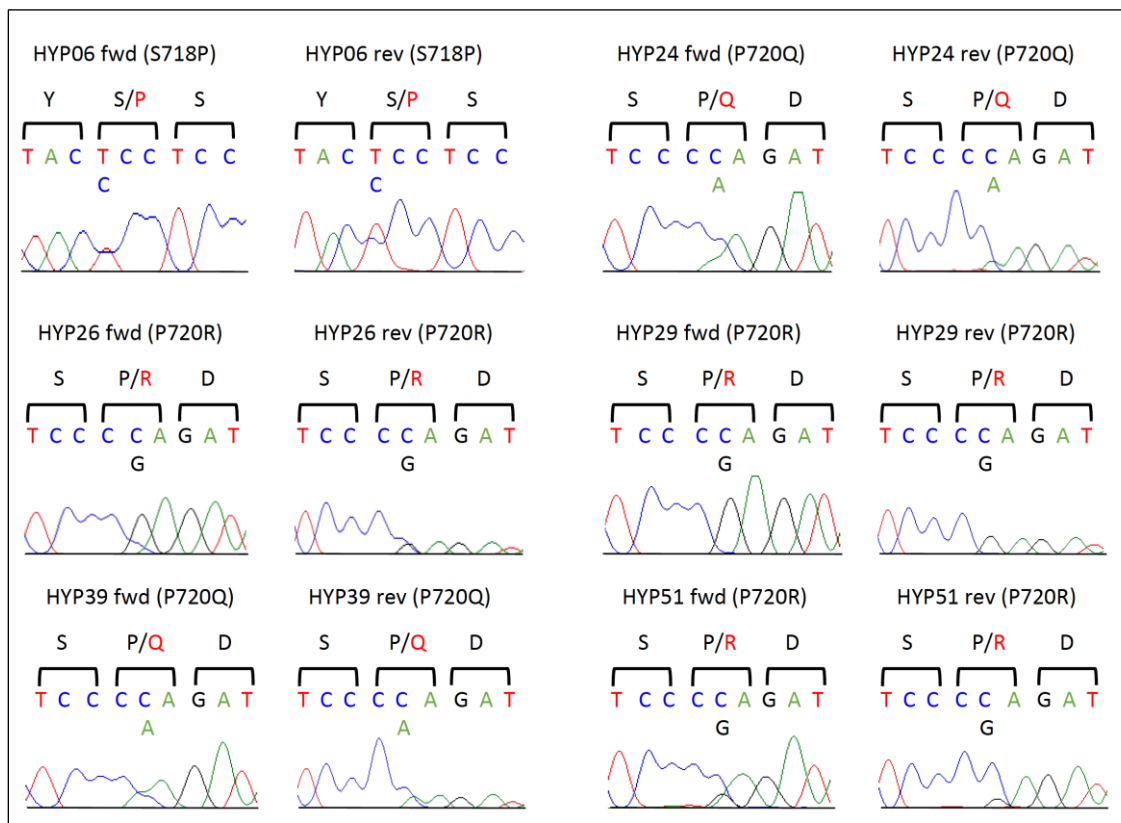 HYP06 fwd (S718P)
Y S/P S
T A C T C C T C C
C
HYP06 rev (S718P)
Y S/P S
T A C T C C T C C
C
HYP24 fwd (P720Q)
S P/Q D
T C C C C A G A T
A
HYP24 rev (P720Q)
S P/Q D
T C C C C A G A T
A
HYP26 fwd (P720R)
S P/R D
T C C C C A G A T
G
HYP26 rev (P720R)
S P/R D
T C C C C A G A T
G
HYP29 fwd (P720R)
S P/R D
T C C C C A G A T
G
HYP29 rev (P720R)
S P/R D
T C C C C A G A T
G
HYP39 fwd (P720Q)
S P/Q D
T C C C C A G A T
A
HYP39 rev (P720Q)
S P/Q D
T C C C C A G A T
A
HYP51 fwd (P720R)
S P/R D
T C C C C A G A T
G
HYP51 rev (P720R)
S P/R D
T C C C C A G A T
G